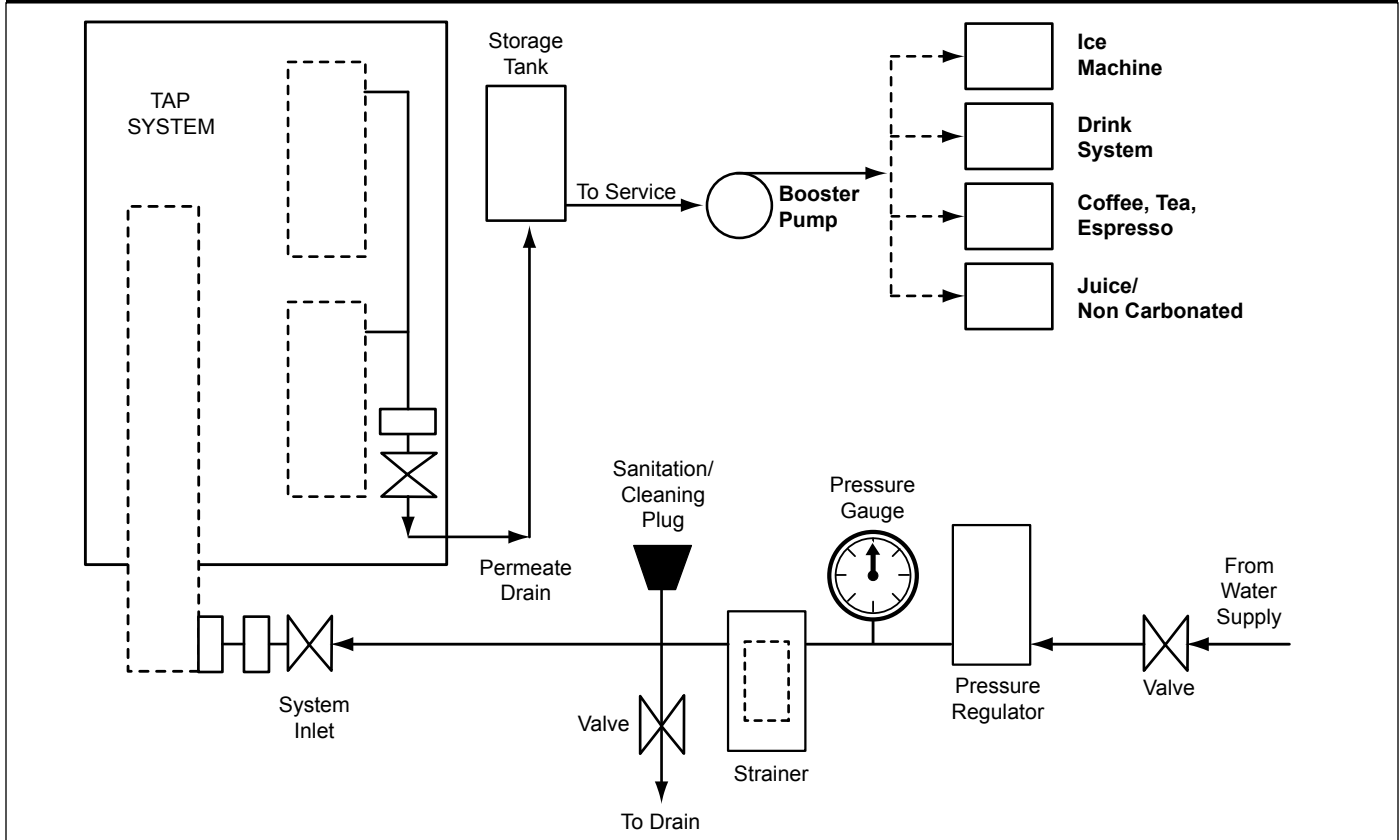 TAP
SYSTEM
Storage
Tank
To Service
Booster
Pump
Ice
Machine
Drink
System
Coffee, Tea,
Espresso
Juice/
Non Carbonated
Permeate
Drain
Sanitation/
Cleaning
Plug
Pressure
Gauge
From
Water
Supply
System
Inlet
Valve
To Drain
Strainer
Pressure
Regulator
Valve